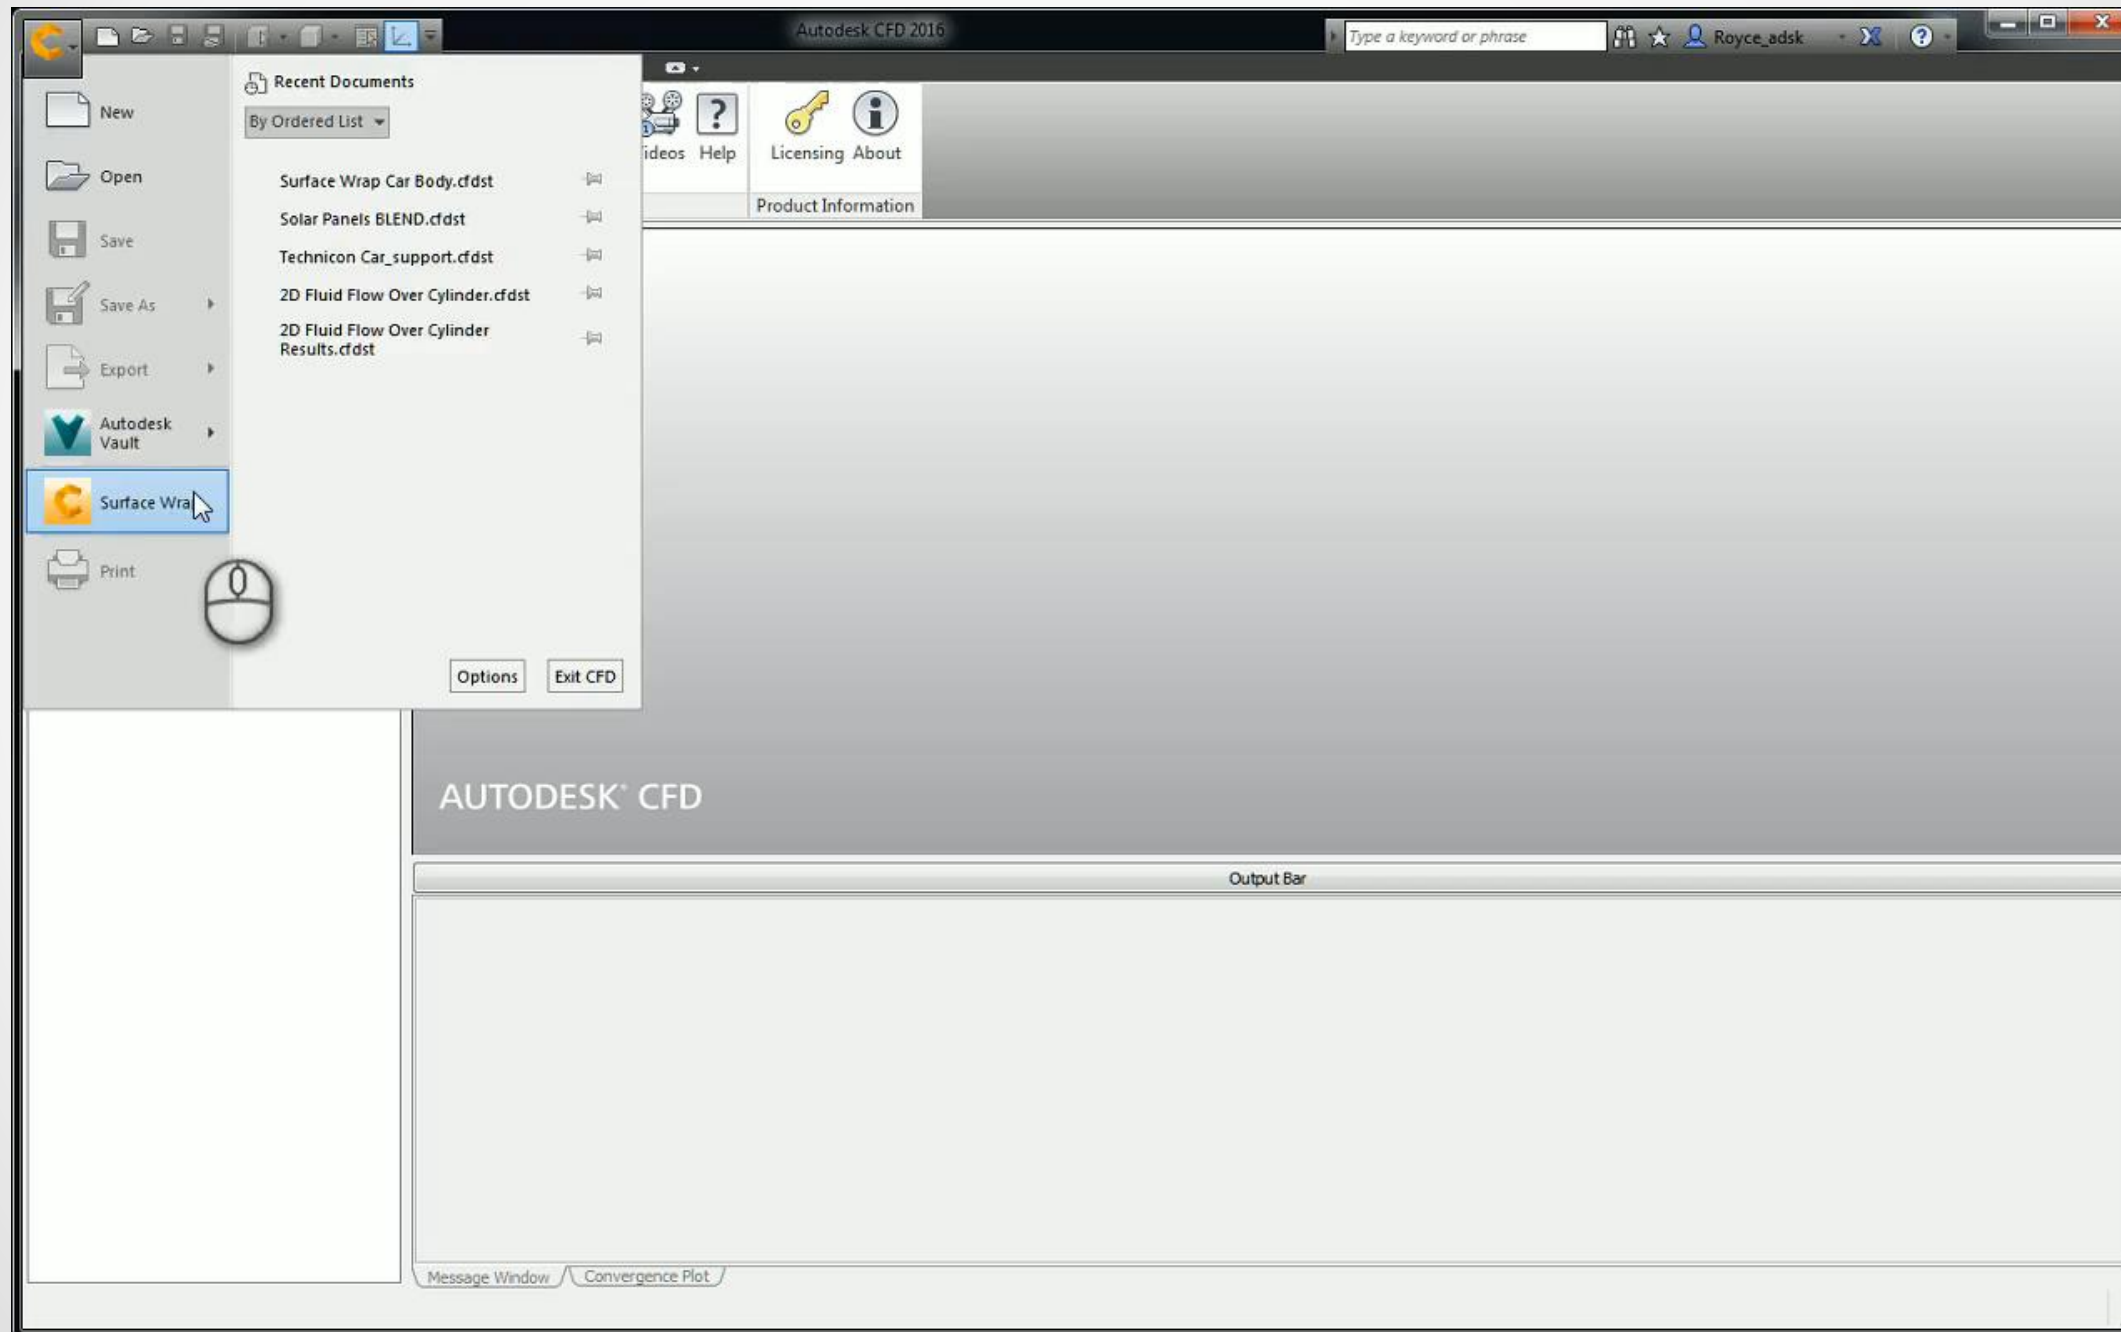 Autodesk CFD 2016
Type a keyword or phrase
Royce_adsk
New
Open
Save
Save As
Export
Autodesk
Vault
Surface
Print
Recent Documents
By Ordered List
Surface Wrap Car Body.cfdst
Solar Panels BLEND.cfdst
Technicon Car_support.cfdst
2D Fluid Flow Over Cylinder.cfdst
2D Fluid Flow Over Cylinder
Results.cfdst
Options
Exit CFD
Help
Licensing
About
Product Information
AUTODESK® CFD
Output Bar
Message Window
Convergence Plot